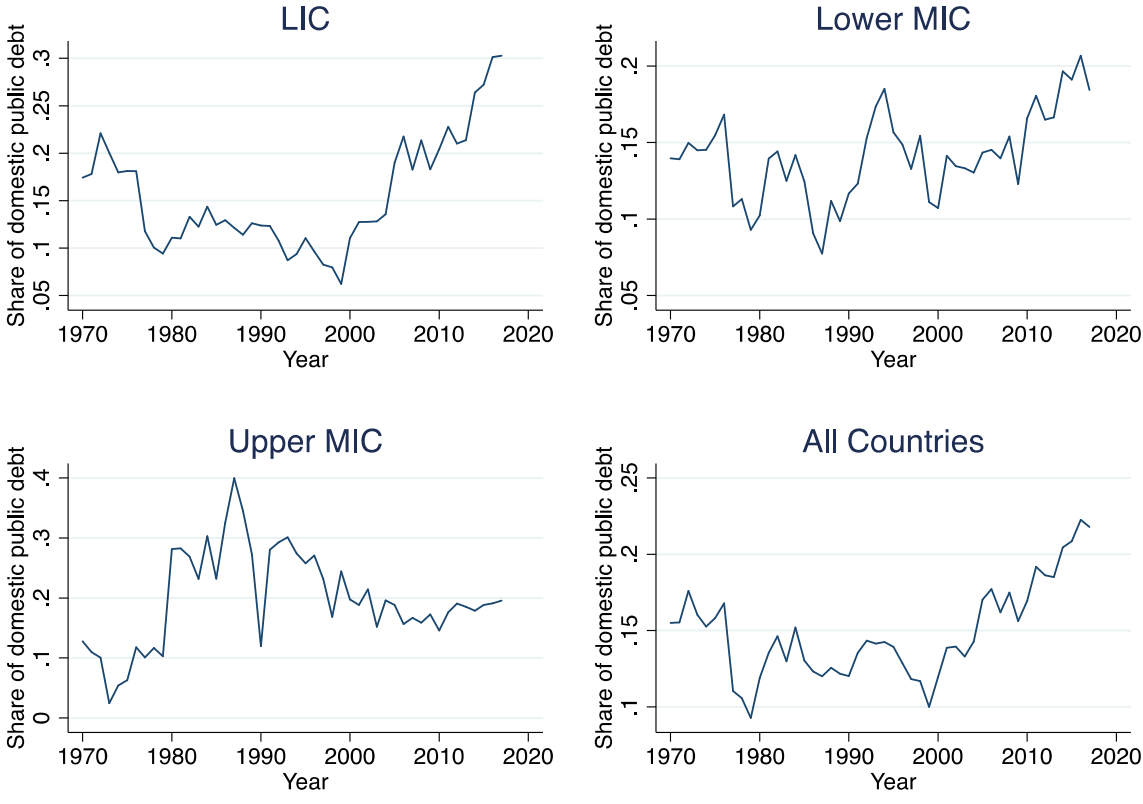 LIC
Share of domestic public debt
.3
.25
.2
.15
.1
.05
1970 1980 1990 2000 2010 2020
Year
Lower MIC
Share of domestic public debt
.2
.15
.1
.05
1970 1980 1990 2000 2010 2020
Year
Upper MIC
Share of domestic public debt
.4
.3
.2
.1
0
1970 1980 1990 2000 2010 2020
Year
All Countries
Share of domestic public debt
.25
.2
.15
.1
1970 1980 1990 2000 2010 2020
Year